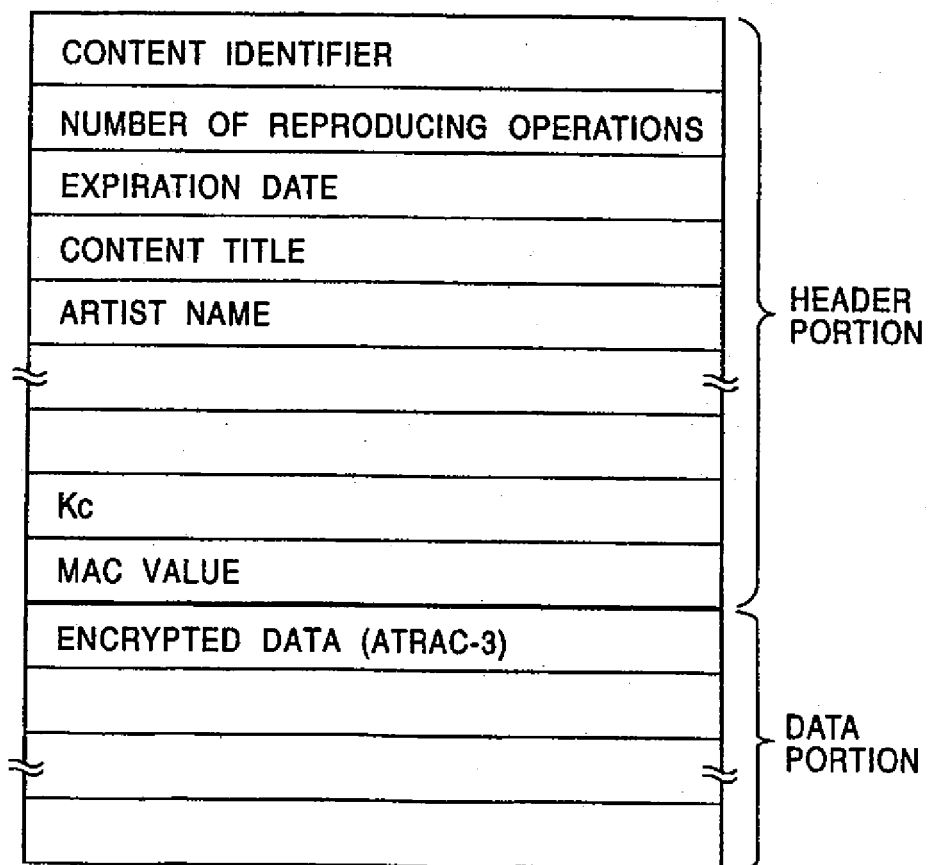 CONTENT IDENTIFIER
NUMBER OF REPRODUCING OPERATIONS
EXPIRATION DATE
CONTENT TITLE
ARTIST NAME
HEADER
PORTION
Kc
MAC VALUE
ENCRYPTED DATA (ATRAC-3)
DATA
PORTION